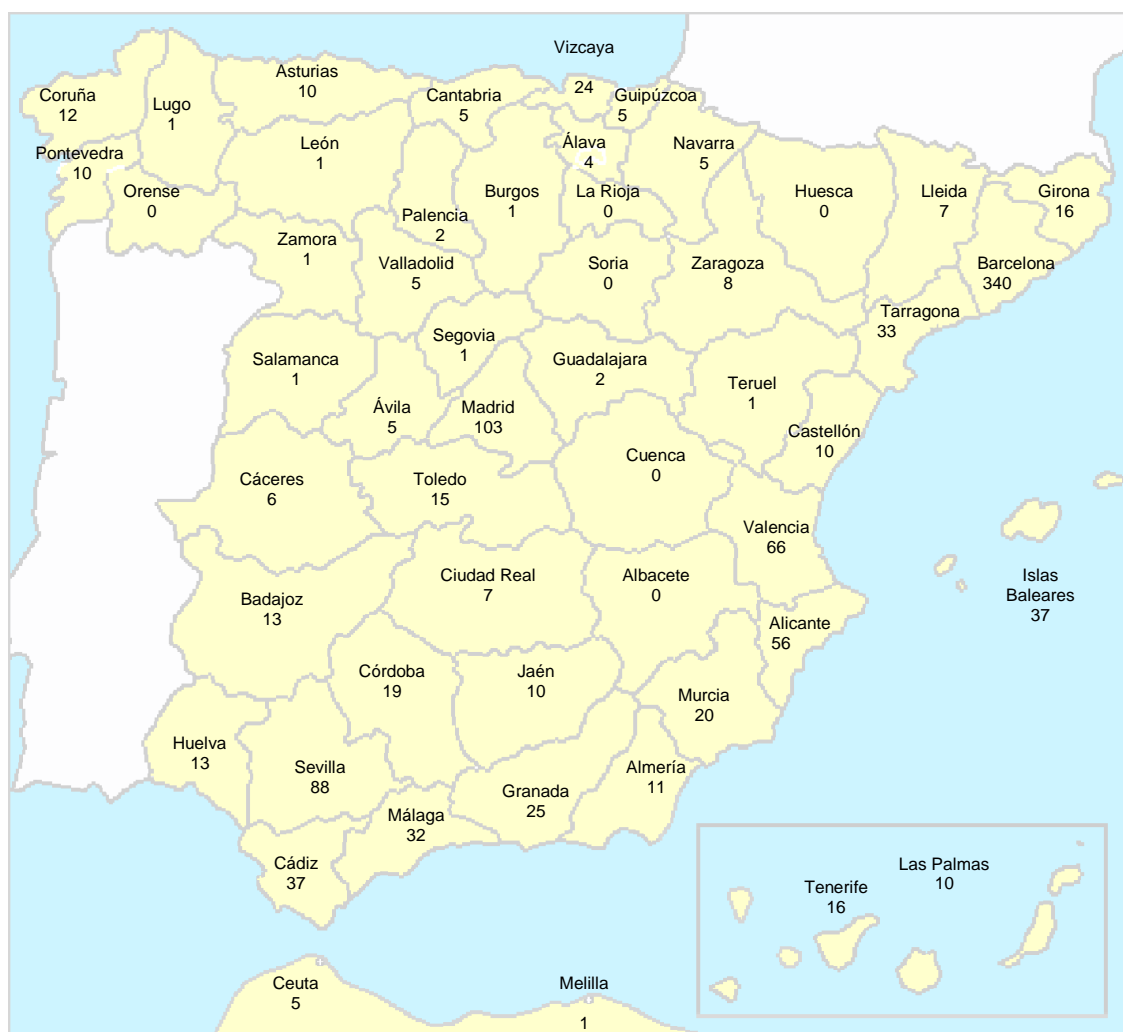 Vizcaya
24
Asturias
10
Cantabria
5
Guipúzcoa
5
Coruña
12
Lugo
1
León
1
Álava
4
Navarra
5
Pontevedra
10
Orense
0
Palencia
2
Burgos
1
La Rioja
0
Huesca
0
Lleida
7
Girona
16
Zamora
1
Valladolid
5
Soria
0
Zaragoza
8
Barcelona
340
Tarragona
33
Segovia
1
Salamanca
1
Guadalajara
2
Teruel
1
Ávila
5
Madrid
103
Castellón
10
Cáceres
6
Toledo
15
Cuenca
0
Valencia
66
Ciudad Real
7
Albacete
0
Islas
Baleares
37
Badajoz
13
Alicante
56
Córdoba
19
Jaén
10
Murcia
20
Huelva
13
Sevilla
88
Granada
25
Almería
11
Málaga
32
Cádiz
37
Las Palmas
10
Tenerife
16
Ceuta
5
Melilla
1